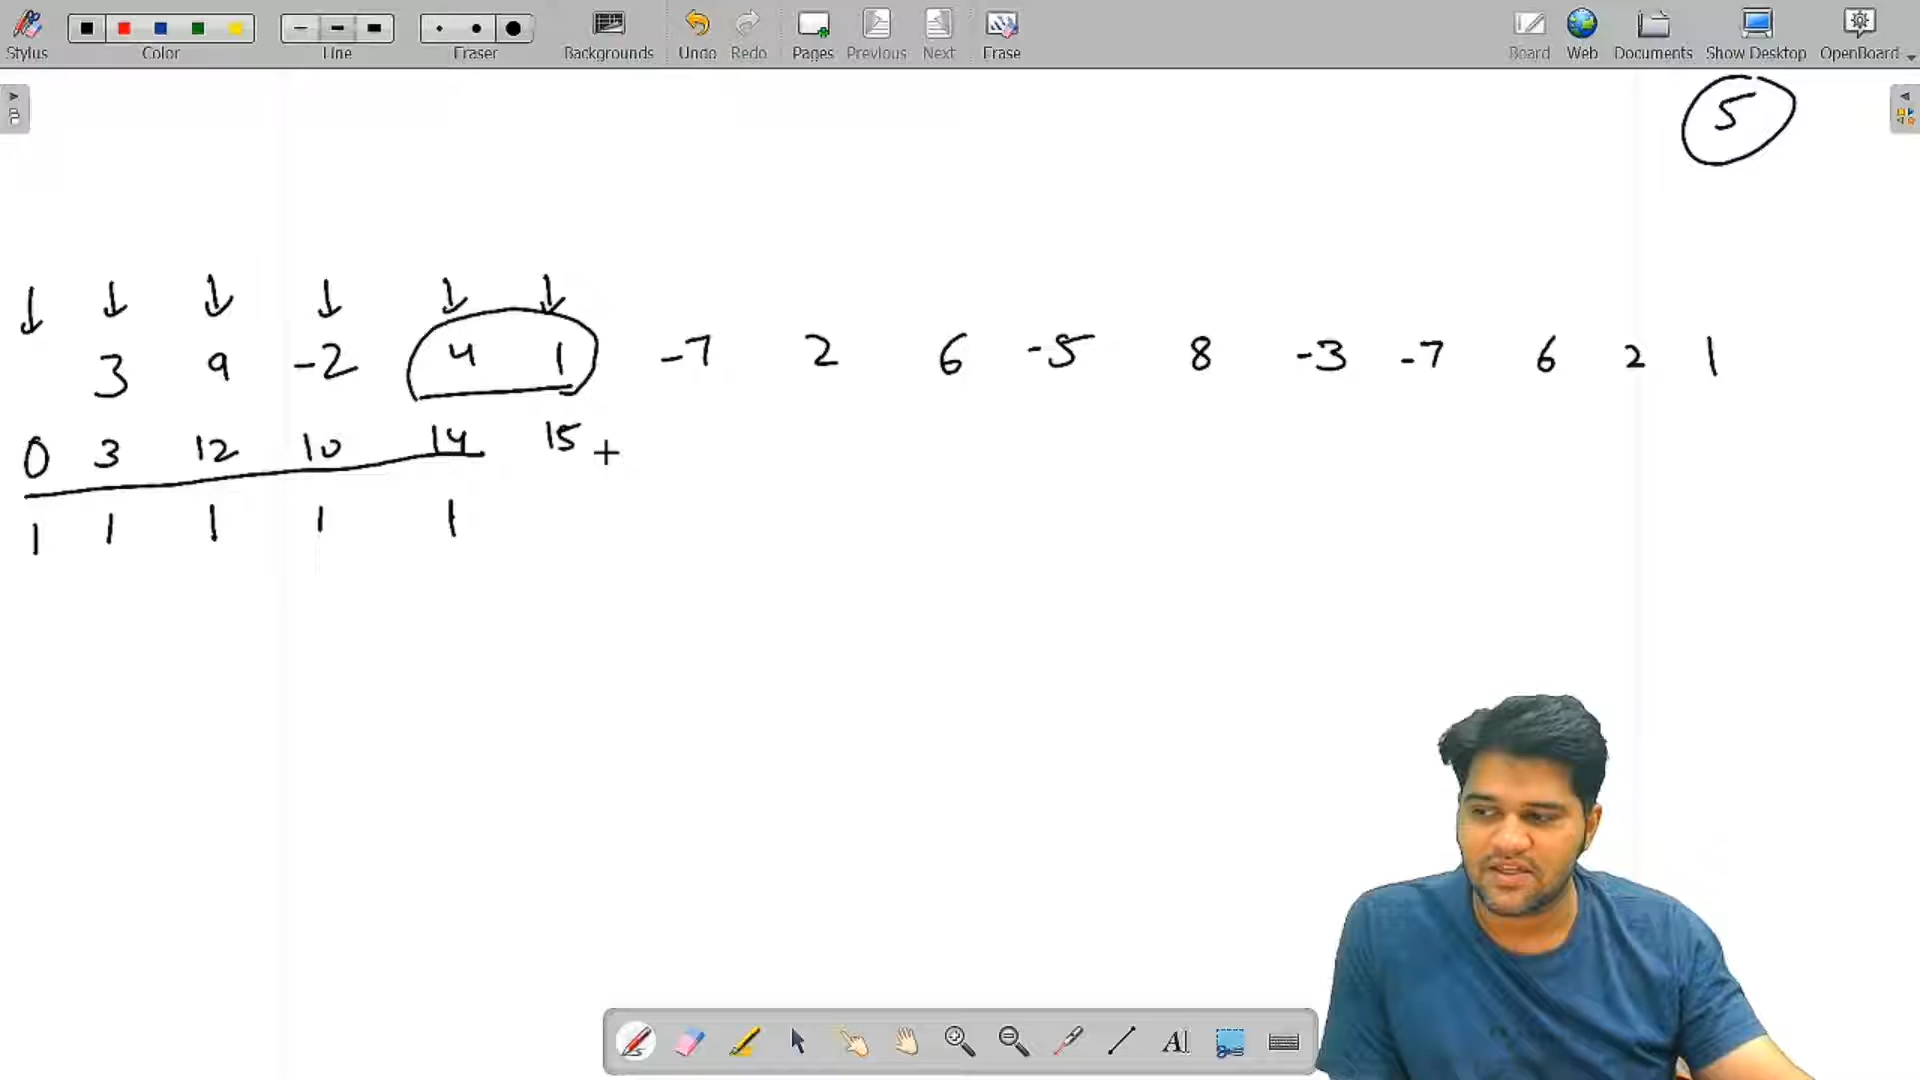 Stylus Color Line Eraser Backgrounds Undo Redo Pages Previous Next Erase Board Web Documents Show Desktop OpenBoard
5
3 9 -2 4 1 -7 2 6 -5 8 -3 -7 6 2 1
0 3 12 10 14 15 +
1 1 1 1 1
AI